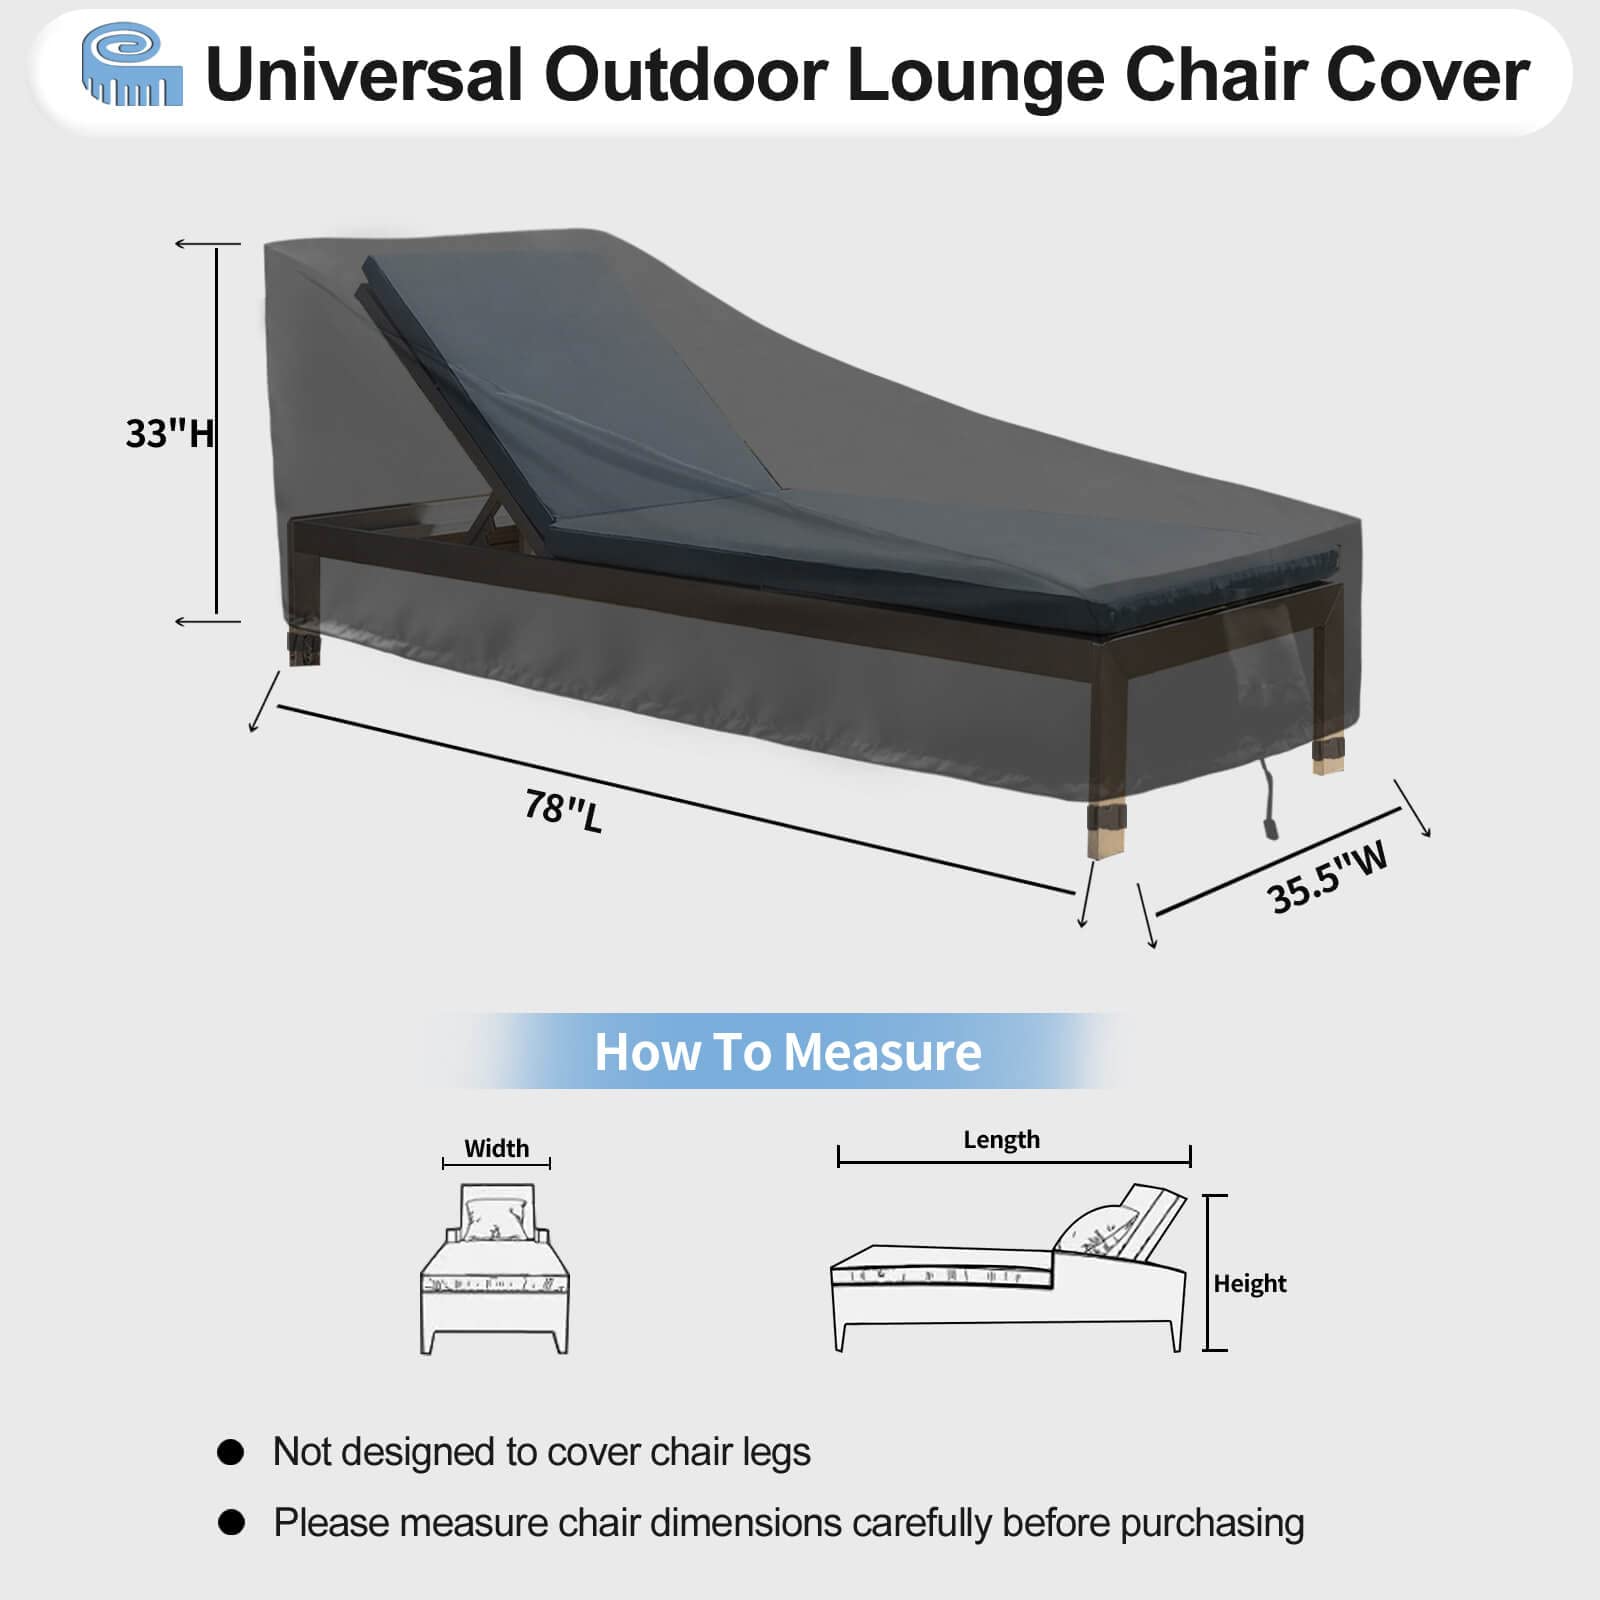 Universal Outdoor Lounge Chair Cover
33"H
78"L
35.5"W
How To Measure
Width
Length
Height
Not designed to cover chair legs
Please measure chair dimensions carefully before purchasing